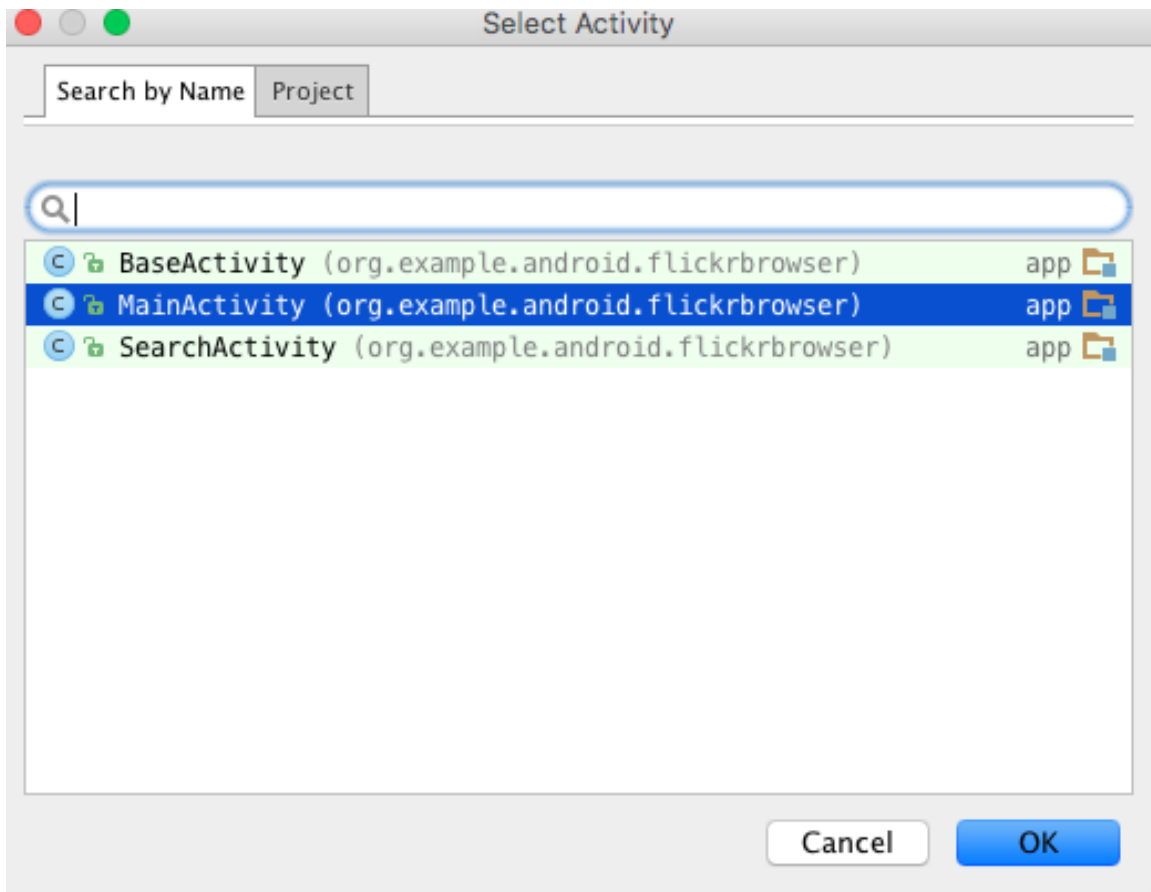 Select Activity
Search by Name Project
BaseActivity (org.example.android.flickrbrowser) app
MainActivity (org.example.android.flickrbrowser) app
SearchActivity (org.example.android.flickrbrowser) app
Cancel OK